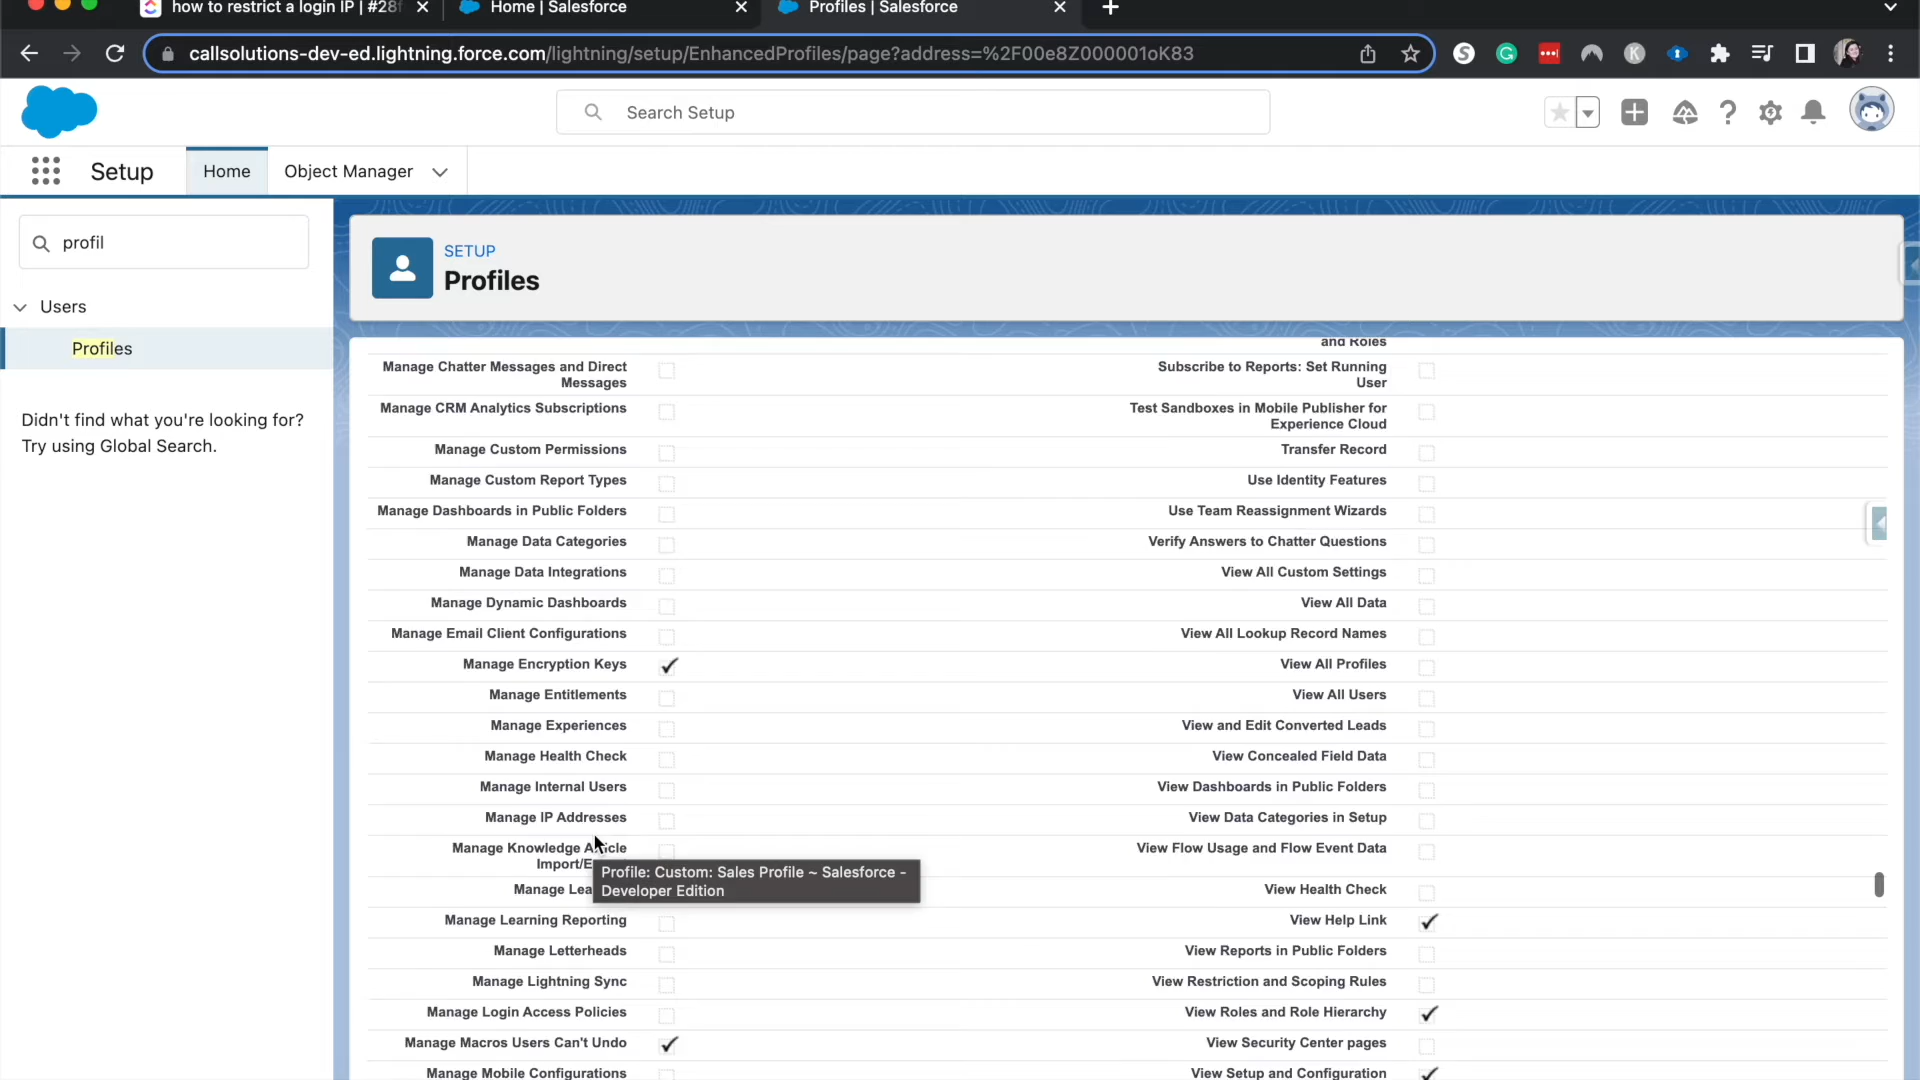 how to restrict a login IP | #28f
Home | Salesforce
Profiles | Salesforce
callsolutions-dev-ed.lightning.force.com/lightning/setup/EnhancedProfiles/page?address=%2F00e8Z000001oK83
Search Setup
Setup
Home
Object Manager
profil
Users
Profiles
Didn't find what you're looking for?
Try using Global Search.
SETUP
Profiles
and Roles
Manage Chatter Messages and Direct
Messages
Subscribe to Reports: Set Running
User
Manage CRM Analytics Subscriptions
Test Sandboxes in Mobile Publisher for
Experience Cloud
Manage Custom Permissions
Transfer Record
Manage Custom Report Types
Use Identity Features
Manage Dashboards in Public Folders
Use Team Reassignment Wizards
Manage Data Categories
Verify Answers to Chatter Questions
Manage Data Integrations
View All Custom Settings
Manage Dynamic Dashboards
View All Data
Manage Email Client Configurations
View All Lookup Record Names
Manage Encryption Keys
View All Profiles
Manage Entitlements
View All Users
Manage Experiences
View and Edit Converted Leads
Manage Health Check
View Concealed Field Data
Manage Internal Users
View Dashboards in Public Folders
Manage IP Addresses
View Data Categories in Setup
Manage Knowledge Article
Import/E
View Flow Usage and Flow Event Data
Profile: Custom: Sales Profile ~ Salesforce -
Developer Edition
Manage Lea
View Health Check
Manage Learning Reporting
View Help Link
Manage Letterheads
View Reports in Public Folders
Manage Lightning Sync
View Restriction and Scoping Rules
Manage Login Access Policies
View Roles and Role Hierarchy
Manage Macros Users Can't Undo
View Security Center pages
Manage Mobile Configurations
View Setup and Configuration